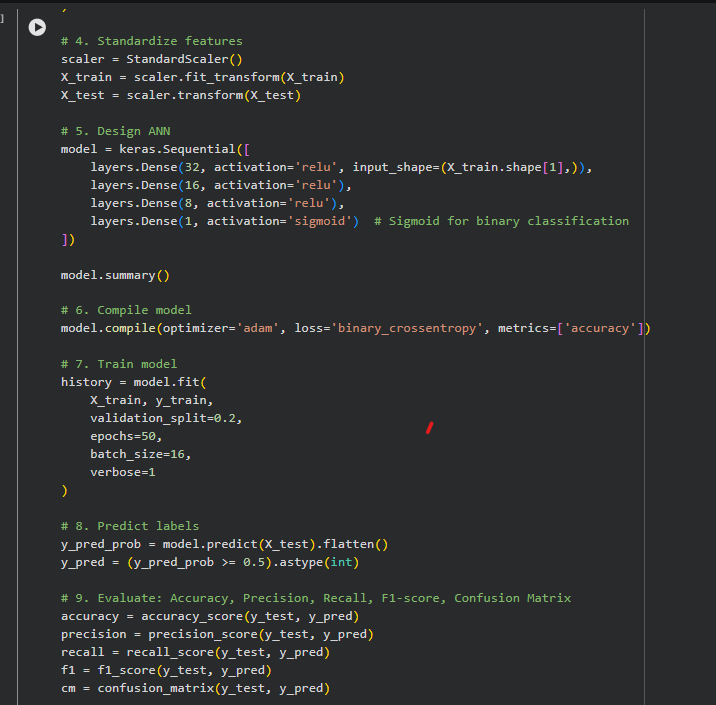 ]
)
# 4. Standardize features
scaler = StandardScaler()
X_train = scaler.fit_transform(X_train)
X_test = scaler.transform(X_test)
# 5. Design ANN
model = keras.Sequential([
    layers.Dense(32, activation='relu', input_shape=(X_train.shape[1],)),
    layers.Dense(16, activation='relu'),
    layers.Dense(8, activation='relu'),
    layers.Dense(1, activation='sigmoid')  # Sigmoid for binary classification
])
model.summary()
# 6. Compile model
model.compile(optimizer='adam', loss='binary_crossentropy', metrics=['accuracy'])
# 7. Train model
history = model.fit(
    X_train, y_train,
    validation_split=0.2,
    epochs=50,
    batch_size=16,
    verbose=1
)
# 8. Predict labels
y_pred_prob = model.predict(X_test).flatten()
y_pred = (y_pred_prob >= 0.5).astype(int)
# 9. Evaluate: Accuracy, Precision, Recall, F1-score, Confusion Matrix
accuracy = accuracy_score(y_test, y_pred)
precision = precision_score(y_test, y_pred)
recall = recall_score(y_test, y_pred)
f1 = f1_score(y_test, y_pred)
cm = confusion_matrix(y_test, y_pred)